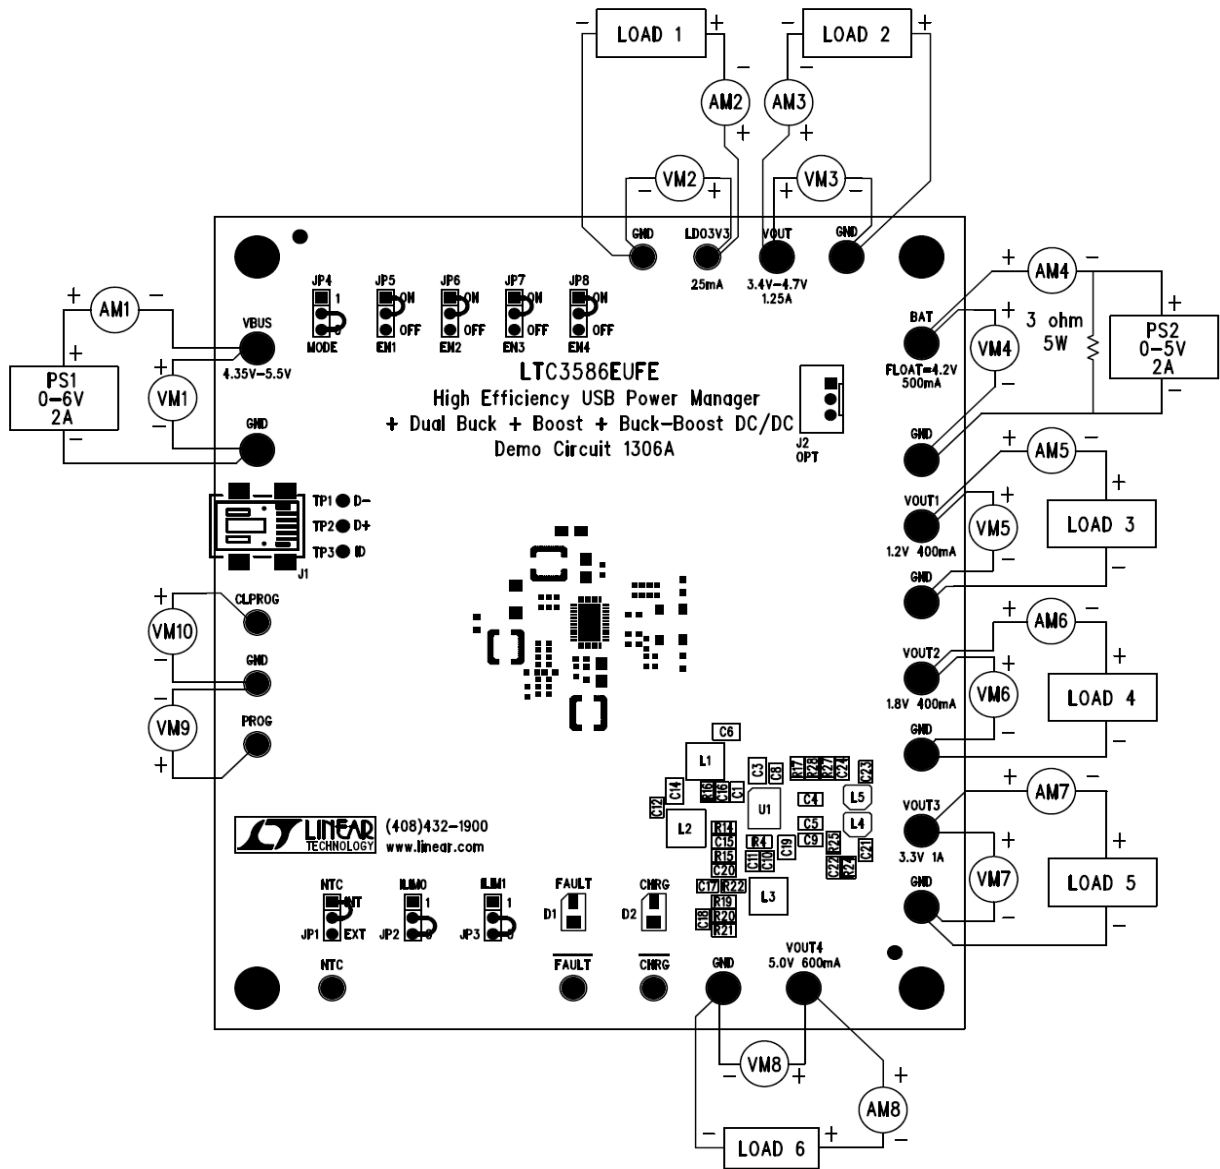 - LOAD 1 +
- LOAD 2 +
- AM2 +
- AM3 +
- VM2 +
- VM3 +
GND LDO3V3 VOUT GND
25mA 3.4V-4.7V
1.25A
JP4 JP5 JP6 JP7 JP8
1 ON ON ON ON
0 OFF OFF OFF OFF
MODE EN1 EN2 EN3 EN4
+ AM1 -
VBUS
4.35V-5.5V
+ PS1
0-6V
2A -
+ VM1 -
GND
LTC3586EUFE
High Efficiency USB Power Manager
+ Dual Buck + Boost + Buck-Boost DC/DC
Demo Circuit 1306A
J2
OPT
+ AM4 -
BAT
FLOAT=4.2V
500mA
+ VM4 -
3 ohm
5W
+ PS2
0-5V
2A -
GND
+ AM5 -
VOUT1
1.2V 400mA
+ VM5 -
+ LOAD 3 -
GND
TP1 D-
TP2 D+
TP3 ID
J1
CLPROG
+ VM10 -
GND
- VM9 +
PROG
+ AM6 -
VOUT2
1.8V 400mA
+ VM6 -
+ LOAD 4 -
GND
+ AM7 -
VOUT3
3.3V 1A
+ VM7 -
+ LOAD 5 -
GND
C6
L1 C3 C8 R17 R28 R27 C24 C23
C14 R16 C16 C1 U1 C4 L5
C12 L2 R14 C5 L4
C15 R4 C9 R25 C21
R15 C11 C10 C19
C20 C22 R24
C17 R22 L3
R19
C18 R20
R21
LINEAR
TECHNOLOGY
(408)432-1900
www.linear.com
NTC ILIM0 ILIM1 FAULT CHRG
INT 1 1 D1 D2
JP1 EXT JP2 0 JP3 0
NTC FAULT CHRG GND VOUT4
5.0V 600mA
- VM8 +
+ AM8 -
- LOAD 6 +